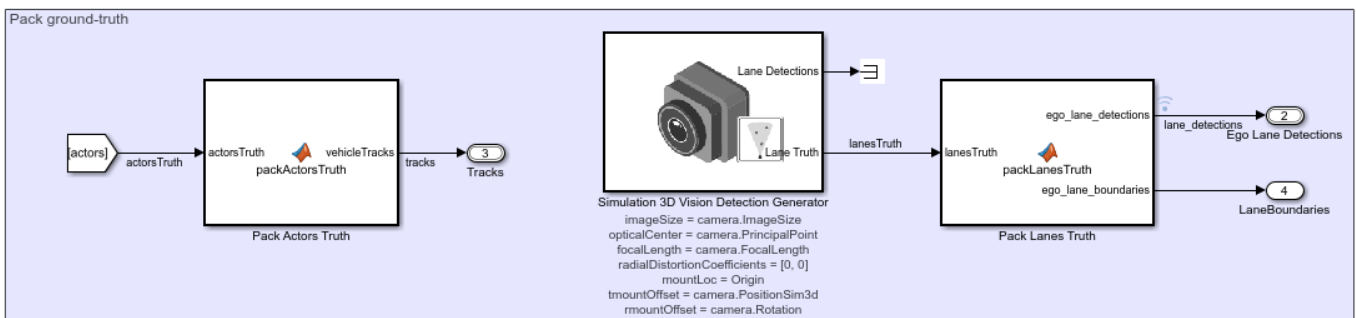 Pack ground-truth
[actors]
actorsTruth
actorsTruth
vehicleTracks
packActorsTruth
tracks
3
Tracks
Pack Actors Truth
Lane Detections
Lane Truth
lanesTruth
Simulation 3D Vision Detection Generator
imageSize = camera.ImageSize
opticalCenter = camera.PrincipalPoint
focalLength = camera.FocalLength
radialDistortionCoefficients = [0, 0]
mountLoc = Origin
tmountOffset = camera.PositionSim3d
rmountOffset = camera.Rotation
lanesTruth
packLanesTruth
ego_lane_detections
ego_lane_boundaries
Pack Lanes Truth
lane_detections
2
Ego Lane Detections
4
LaneBoundaries